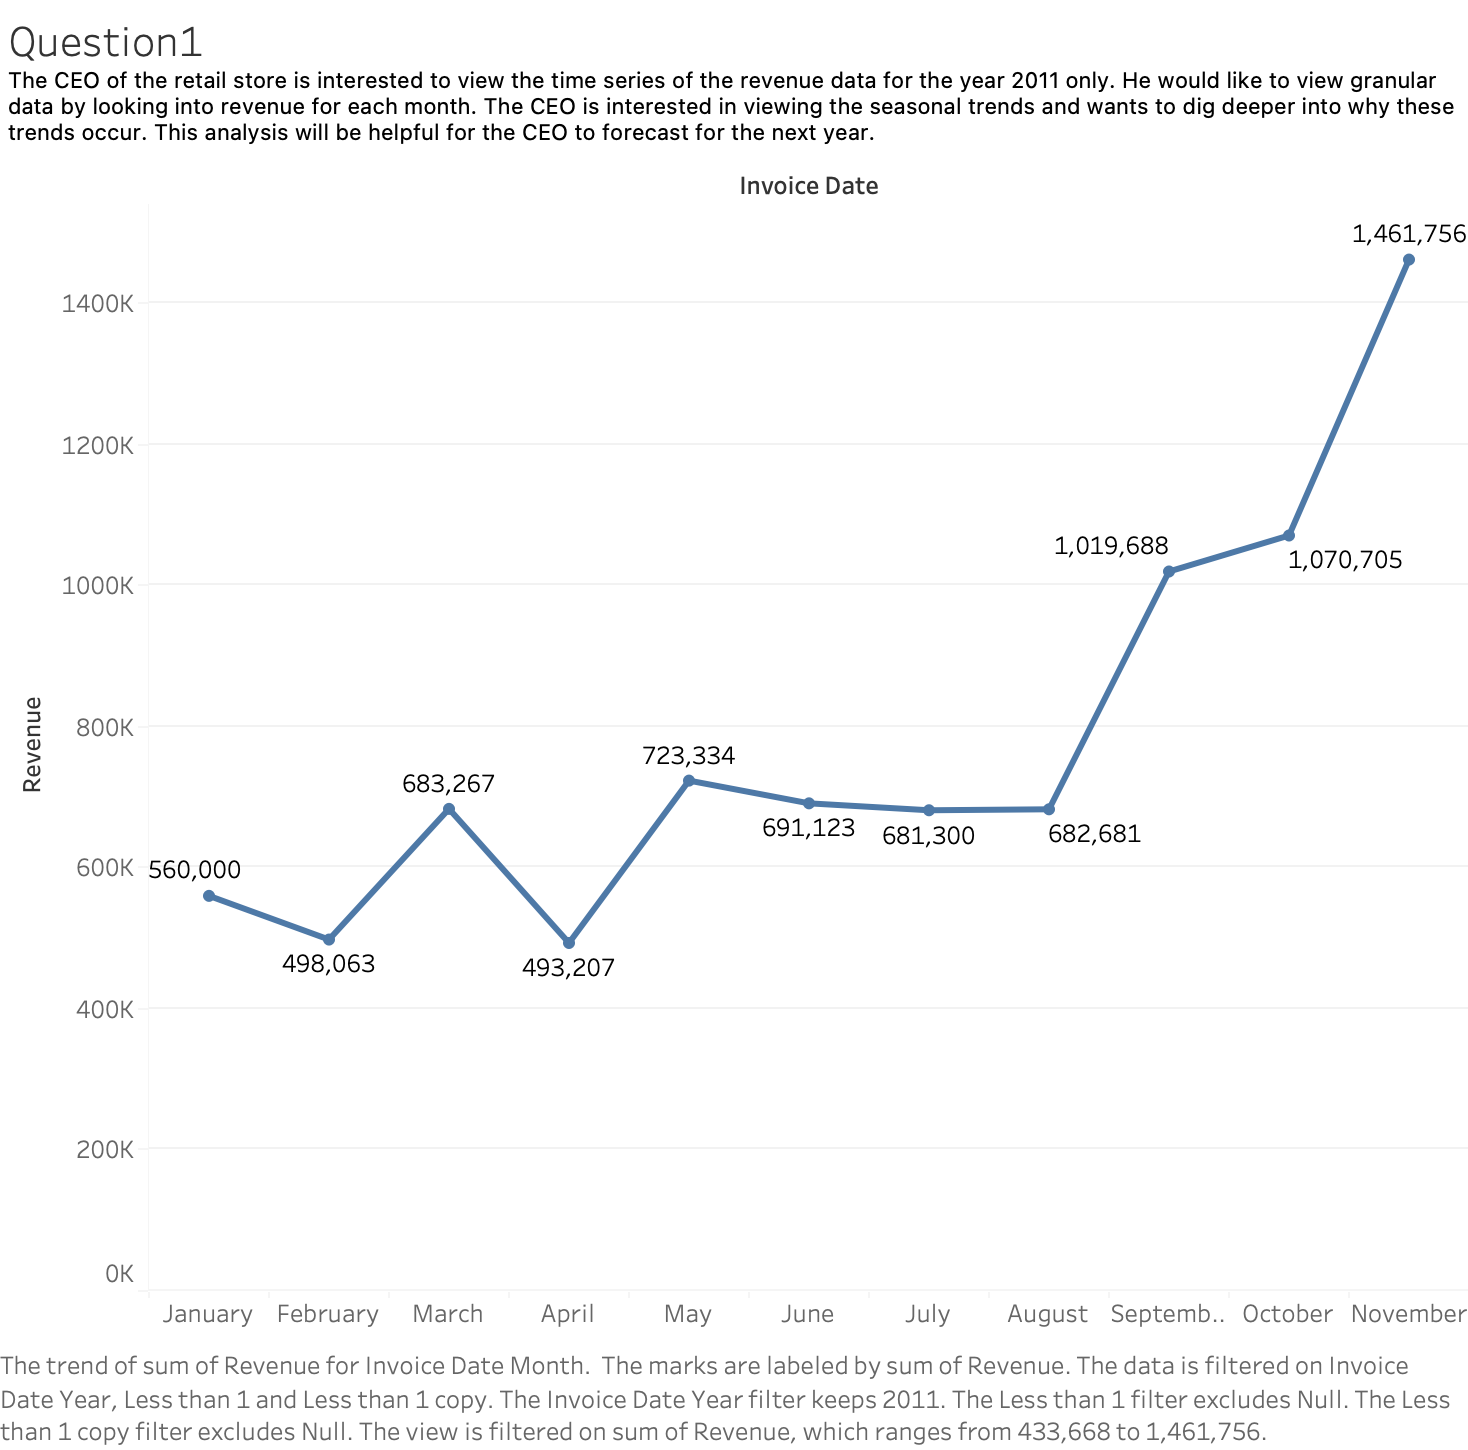 Question1
The CEO of the retail store is interested to view the time series of the revenue data for the year 2011 only. He would like to view granular
data by looking into revenue for each month. The CEO is interested in viewing the seasonal trends and wants to dig deeper into why these
trends occur. This analysis will be helpful for the CEO to forecast for the next year.
Invoice Date
1,461,756
1400K
1200K
1,019,688
1,070,705
1000K
Revenue
800K
723,334
683,267
691,123
681,300
682,681
600K
560,000
498,063
493,207
400K
200K
0K
January February March April May June July August Septemb.. October November
The trend of sum of Revenue for Invoice Date Month. The marks are labeled by sum of Revenue. The data is filtered on Invoice
Date Year, Less than 1 and Less than 1 copy. The Invoice Date Year filter keeps 2011. The Less than 1 filter excludes Null. The Less
than 1 copy filter excludes Null. The view is filtered on sum of Revenue, which ranges from 433,668 to 1,461,756.